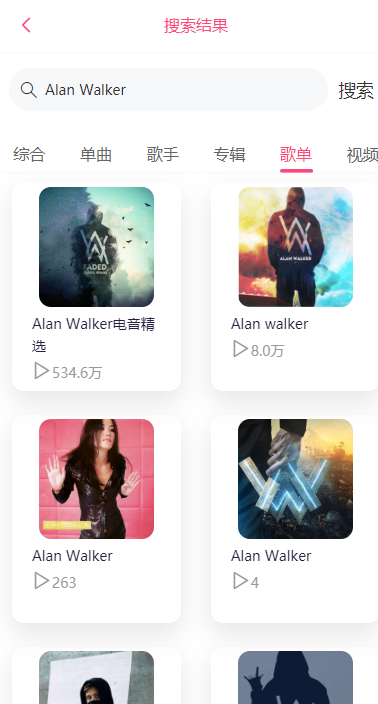 搜索结果
Alan Walker
搜索
综合
单曲
歌手
专辑
歌单
视频
FADED
ALAN WALKER
Alan Walker电音精
选
534.6万
Alan walker
8.0万
Alan Walker
263
Alan Walker
4